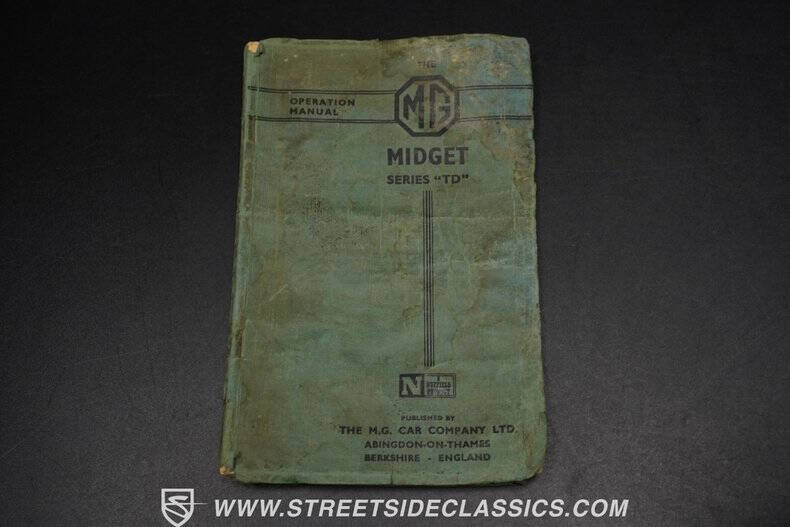 THE
MG
OPERATION
MANUAL
MIDGET
SERIES "TD"
N
NUFFIELD
PUBLISHED BY
THE M.G. CAR COMPANY LTD.
ABINGDON-ON-THAMES
BERKSHIRE - ENGLAND
WWW.STREETSIDECLASSICS.COM